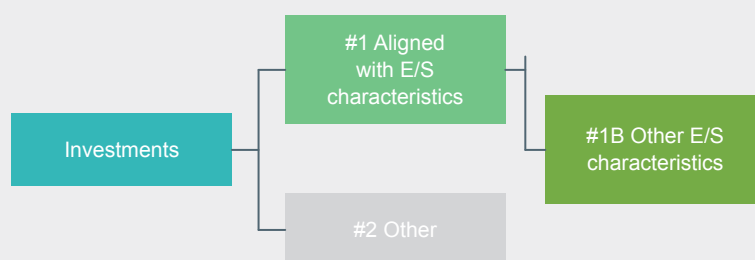 #1 Aligned
with E/S
characteristics
Investments
#1B Other E/S
characteristics
#2 Other